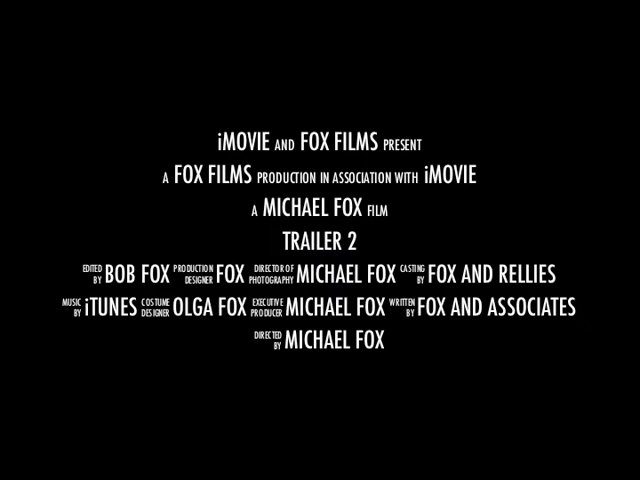 iMOVIE AND FOX FILMS PRESENT
A FOX FILMS PRODUCTION IN ASSOCIATION WITH iMOVIE
A MICHAEL FOX FILM
TRAILER 2
EDITED BY BOB FOX PRODUCTION DESIGNER FOX DIRECTOR OF PHOTOGRAPHY MICHAEL FOX CASTING BY FOX AND RELLIES
MUSIC BY iTUNES COSTUME DESIGNER OLGA FOX EXECUTIVE PRODUCER MICHAEL FOX WRITTEN BY FOX AND ASSOCIATES
DIRECTED BY MICHAEL FOX